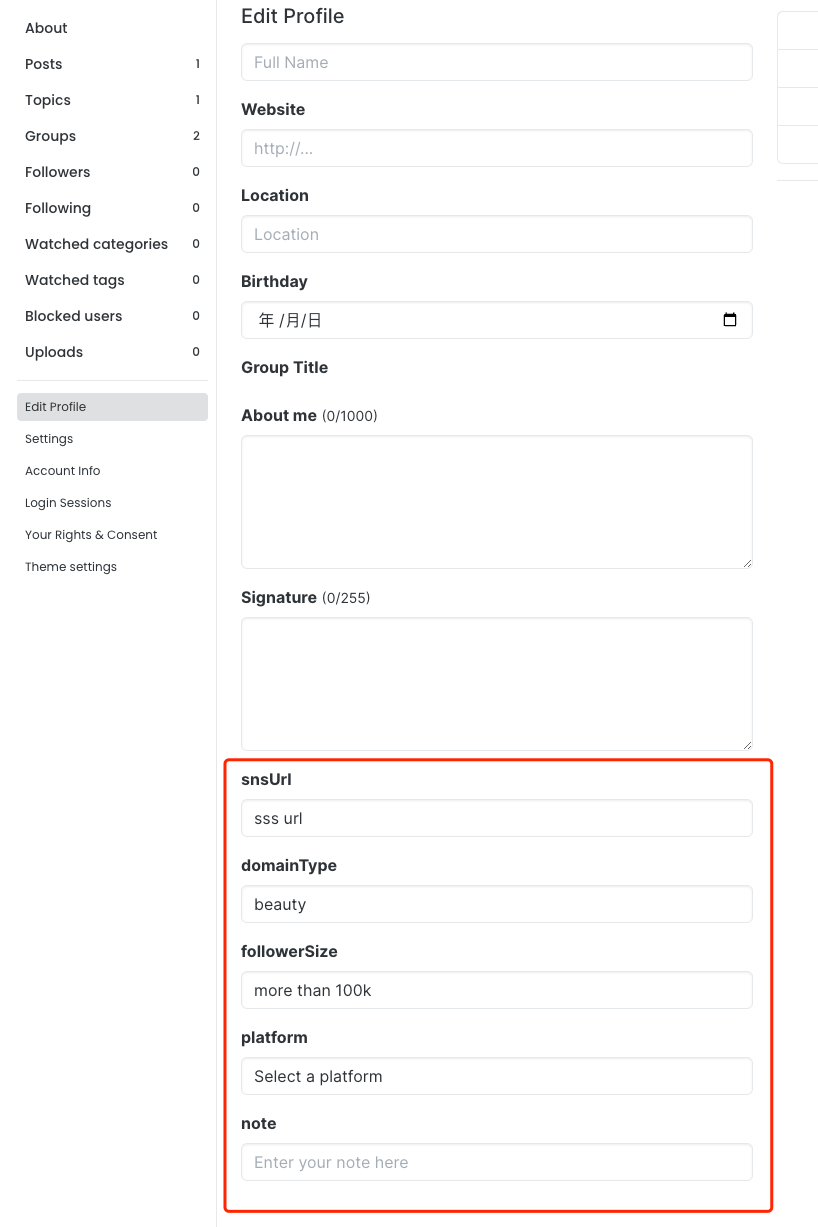 About
Posts 1
Topics 1
Groups 2
Followers 0
Following 0
Watched categories 0
Watched tags 0
Blocked users 0
Uploads 0
Edit Profile
Settings
Account Info
Login Sessions
Your Rights & Consent
Theme settings
Edit Profile
Full Name
Website
http://...
Location
Location
Birthday
年 /月/日
Group Title
About me (0/1000)
Signature (0/255)
snsUrl
sss url
domainType
beauty
followerSize
more than 100k
platform
Select a platform
note
Enter your note here